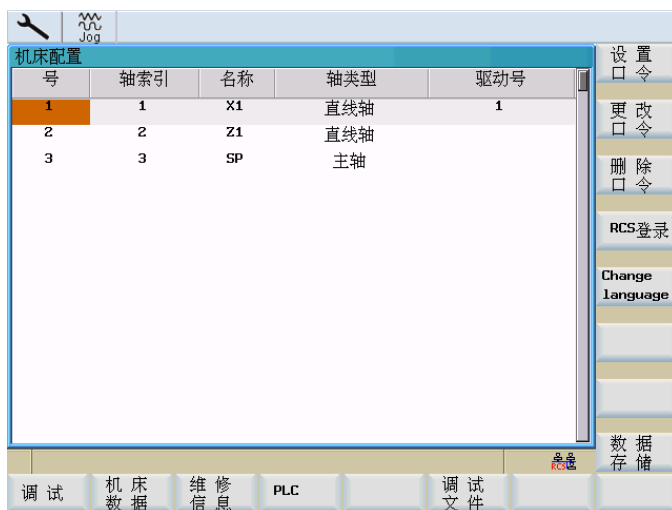 Jog
机床配置
号 轴索引 名称 轴类型 驱动号
1 1 X1 直线轴 1
2 2 Z1 直线轴
3 3 SP 主轴
设置
口令
更改
口令
删除
口令
RCS登录
Change
language
数据
存储
RCS
调试
机床
数据
维修
信息
PLC
调试
文件